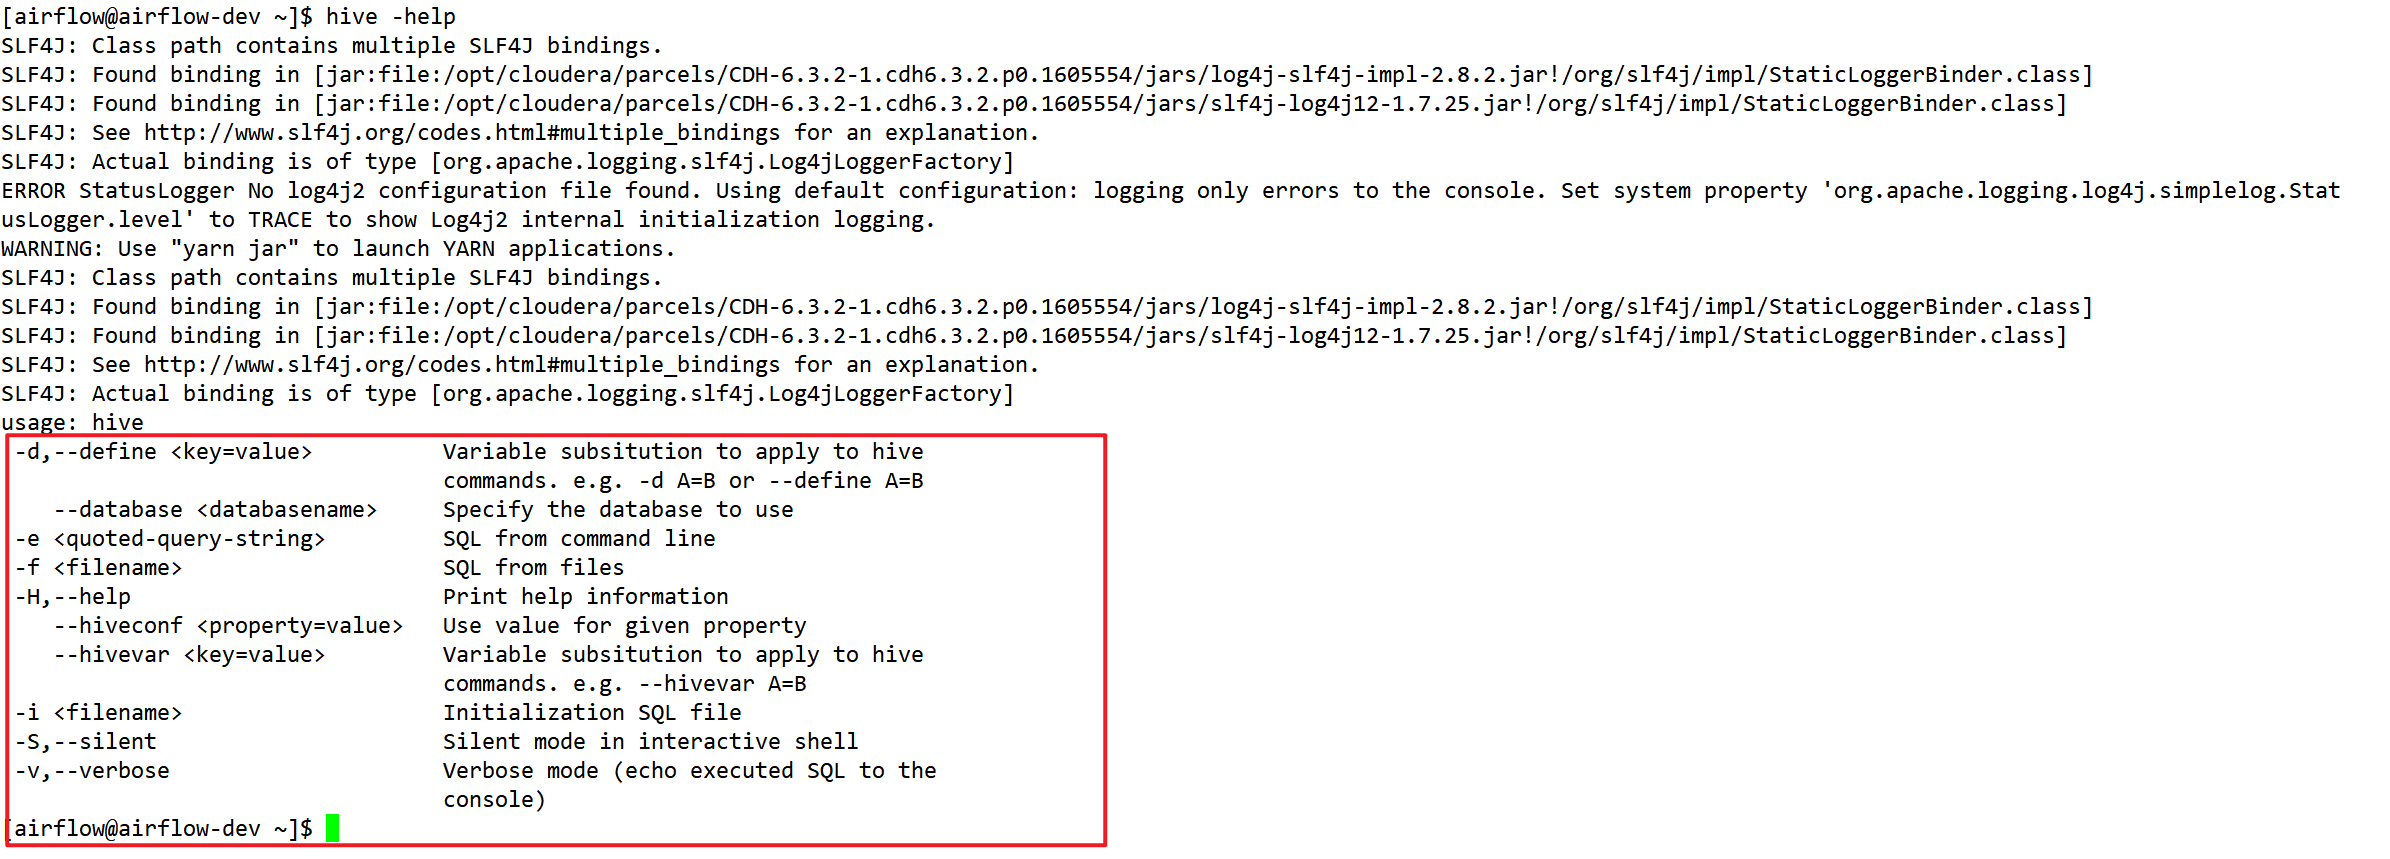 [airflow@airflow-dev ~]$ hive -help
SLF4J: Class path contains multiple SLF4J bindings.
SLF4J: Found binding in [jar:file:/opt/cloudera/parcels/CDH-6.3.2-1.cdh6.3.2.p0.1605554/jars/log4j-slf4j-impl-2.8.2.jar!/org/slf4j/impl/StaticLoggerBinder.class]
SLF4J: Found binding in [jar:file:/opt/cloudera/parcels/CDH-6.3.2-1.cdh6.3.2.p0.1605554/jars/slf4j-log4j12-1.7.25.jar!/org/slf4j/impl/StaticLoggerBinder.class]
SLF4J: See http://www.slf4j.org/codes.html#multiple_bindings for an explanation.
SLF4J: Actual binding is of type [org.apache.logging.slf4j.Log4jLoggerFactory]
ERROR StatusLogger No log4j2 configuration file found. Using default configuration: logging only errors to the console. Set system property 'org.apache.logging.log4j.simplelog.Stat
usLogger.level' to TRACE to show Log4j2 internal initialization logging.
WARNING: Use "yarn jar" to launch YARN applications.
SLF4J: Class path contains multiple SLF4J bindings.
SLF4J: Found binding in [jar:file:/opt/cloudera/parcels/CDH-6.3.2-1.cdh6.3.2.p0.1605554/jars/log4j-slf4j-impl-2.8.2.jar!/org/slf4j/impl/StaticLoggerBinder.class]
SLF4J: Found binding in [jar:file:/opt/cloudera/parcels/CDH-6.3.2-1.cdh6.3.2.p0.1605554/jars/slf4j-log4j12-1.7.25.jar!/org/slf4j/impl/StaticLoggerBinder.class]
SLF4J: See http://www.slf4j.org/codes.html#multiple_bindings for an explanation.
SLF4J: Actual binding is of type [org.apache.logging.slf4j.Log4jLoggerFactory]
usage: hive
 -d,--define <key=value>          Variable subsitution to apply to hive
                                  commands. e.g. -d A=B or --define A=B
    --database <databasename>     Specify the database to use
 -e <quoted-query-string>         SQL from command line
 -f <filename>                    SQL from files
 -H,--help                        Print help information
    --hiveconf <property=value>   Use value for given property
    --hivevar <key=value>         Variable subsitution to apply to hive
                                  commands. e.g. --hivevar A=B
 -i <filename>                    Initialization SQL file
 -S,--silent                      Silent mode in interactive shell
 -v,--verbose                     Verbose mode (echo executed SQL to the
                                  console)
[airflow@airflow-dev ~]$